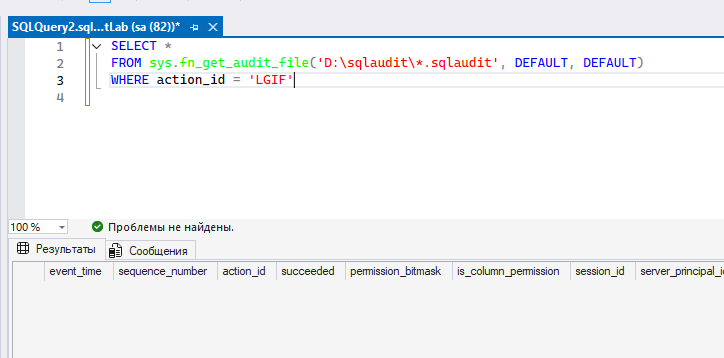 SQLQuery2.sql...tLab (sa (82))*
1 SELECT *
2 FROM sys.fn_get_audit_file('D:\sqlaudit\*.sqlaudit', DEFAULT, DEFAULT)
3 WHERE action_id = 'LGIF'
4
100 % Проблемы не найдены.
Результаты Сообщения
event_time sequence_number action_id succeeded permission_bitmask is_column_permission session_id server_principal_i